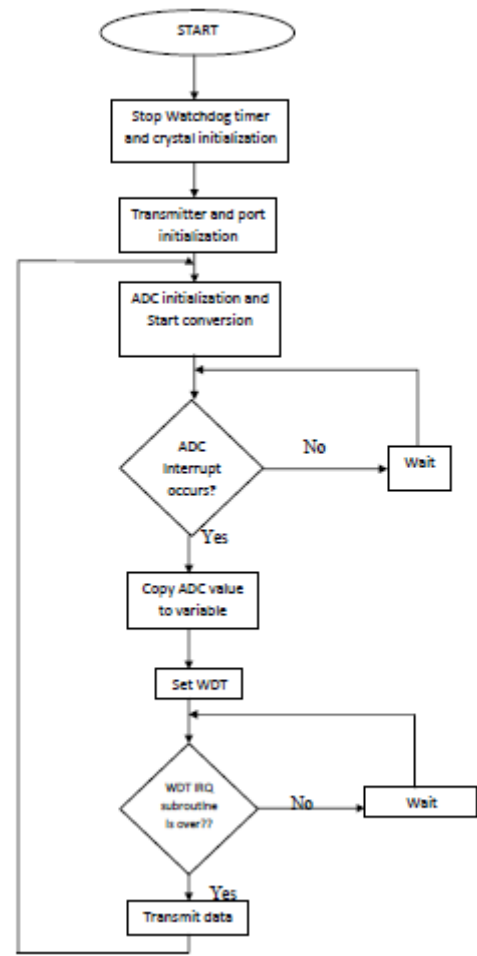 START
Stop Watchdog timer
and crystal initialization
Transmitter and port
initialization
ADC initialization and
Start conversion
ADC
Interrupt
occurs?
No
Wait
Yes
Copy ADC value
to variable
Set WDT
WDT IRQ
subroutine
is over??
No
Wait
Yes
Transmit data